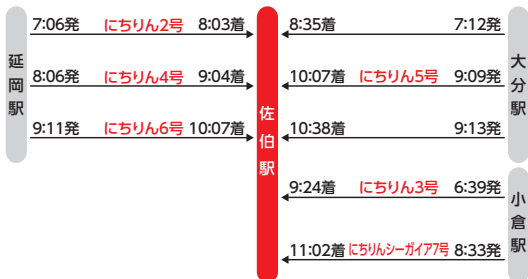 延岡駅
7:06発 にちりん2号 8:03着
8:06発 にちりん4号 9:04着
9:11発 にちりん6号 10:07着
佐伯駅
8:35着 7:12発
10:07着 にちりん5号 9:09発
10:38着 9:13発
大分駅
9:24着 にちりん3号 6:39発
11:02着 にちりんシーガイア7号 8:33発
小倉駅